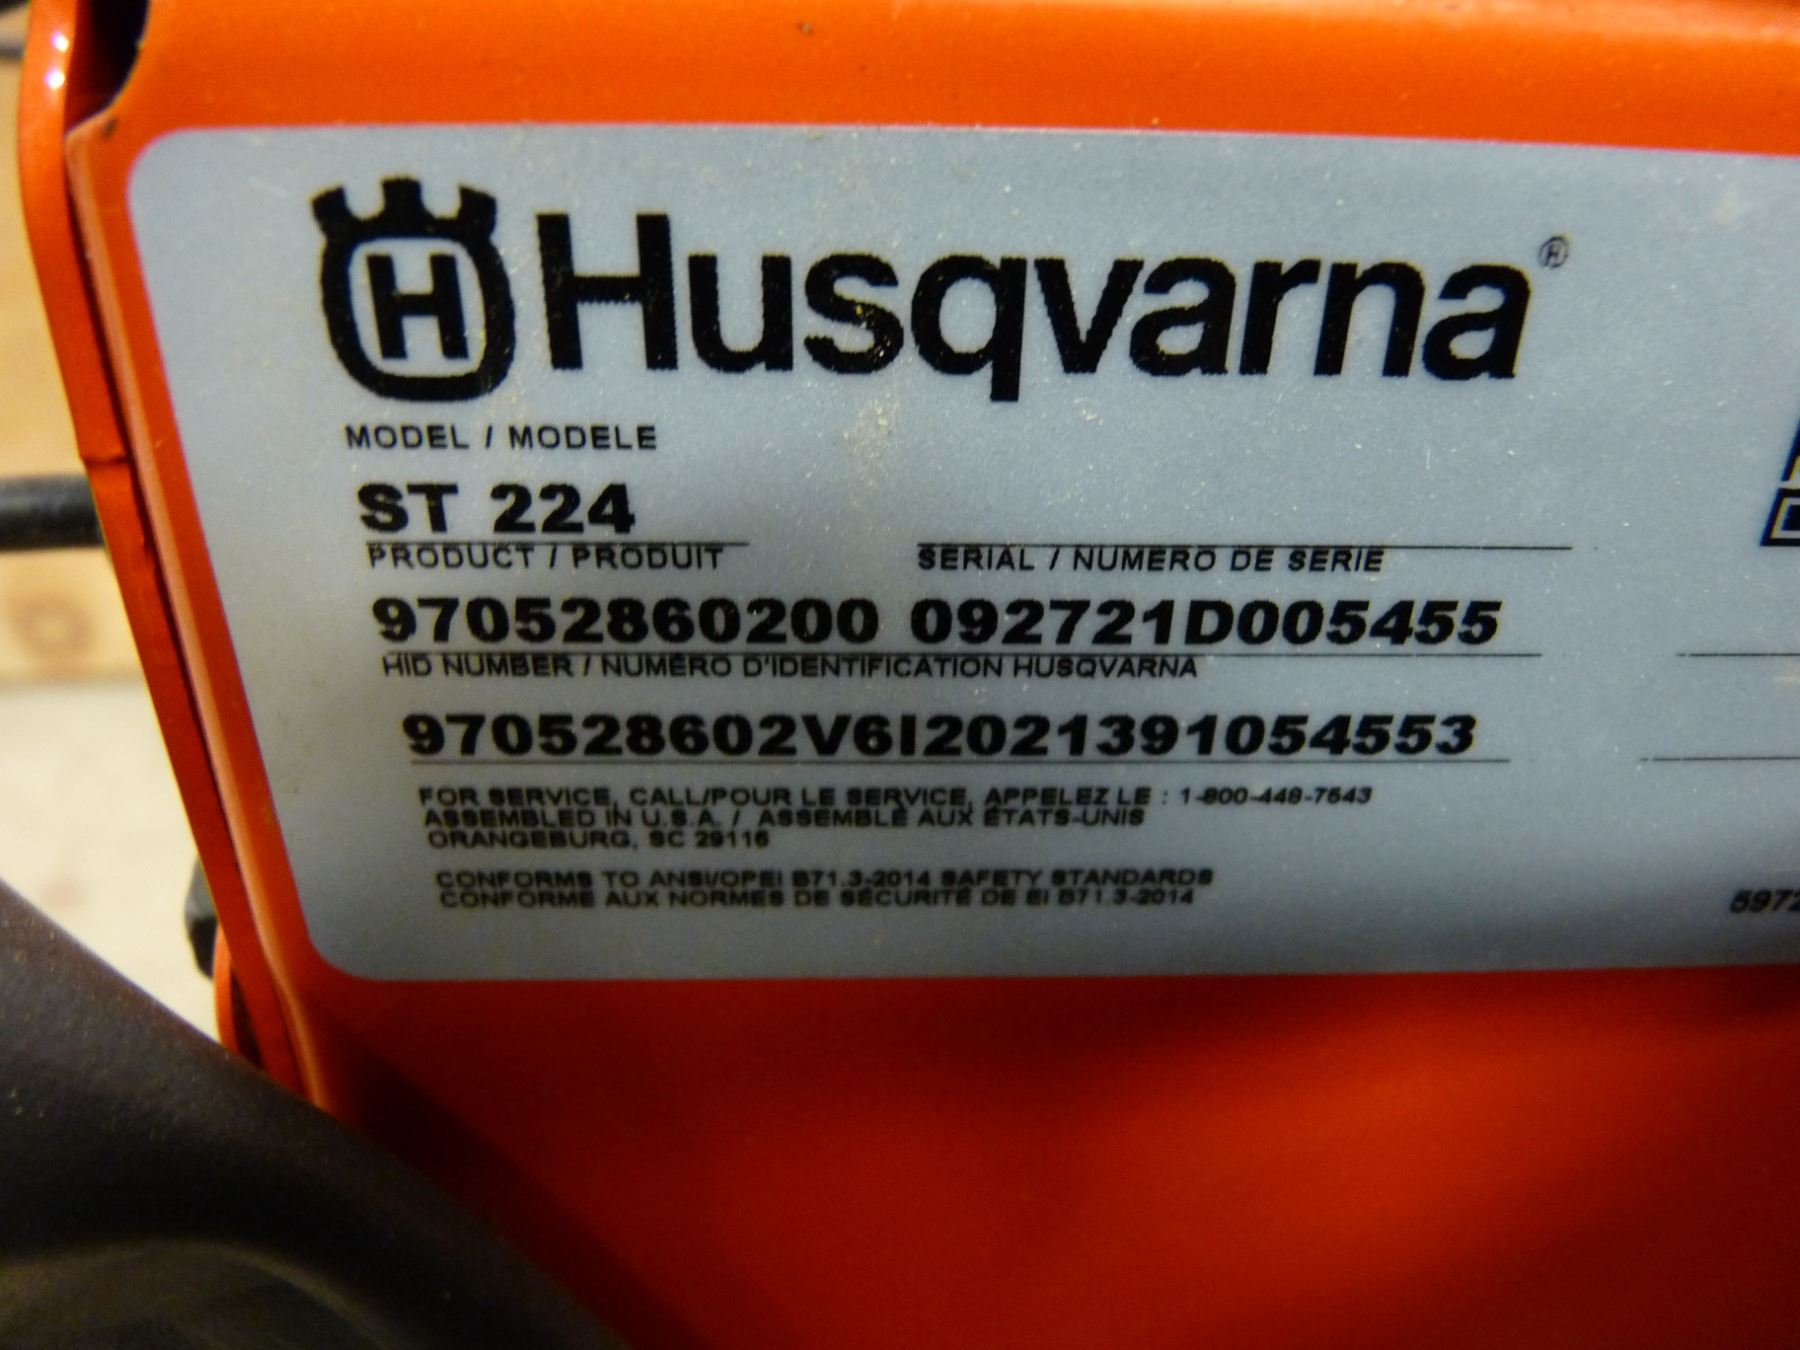 H Husqvarna®
MODEL / MODELE
ST 224
PRODUCT / PRODUIT SERIAL / NUMERO DE SERIE
97052860200 092721D005455
HID NUMBER / NUMÉRO D'IDENTIFICATION HUSQVARNA
970528602V6I2021391054553
FOR SERVICE, CALL/POUR LE SERVICE, APPELEZ LE : 1-800-448-7643
ASSEMBLED IN U.S.A. / ASSEMBLÉ AUX ÉTATS-UNIS
ORANGEBURG, SC 29116
CONFORMS TO ANSI/OPEI B71.3-2014 SAFETY STANDARDS
CONFORME AUX NORMES DE SÉCURITÉ DE EI B71.3-2014